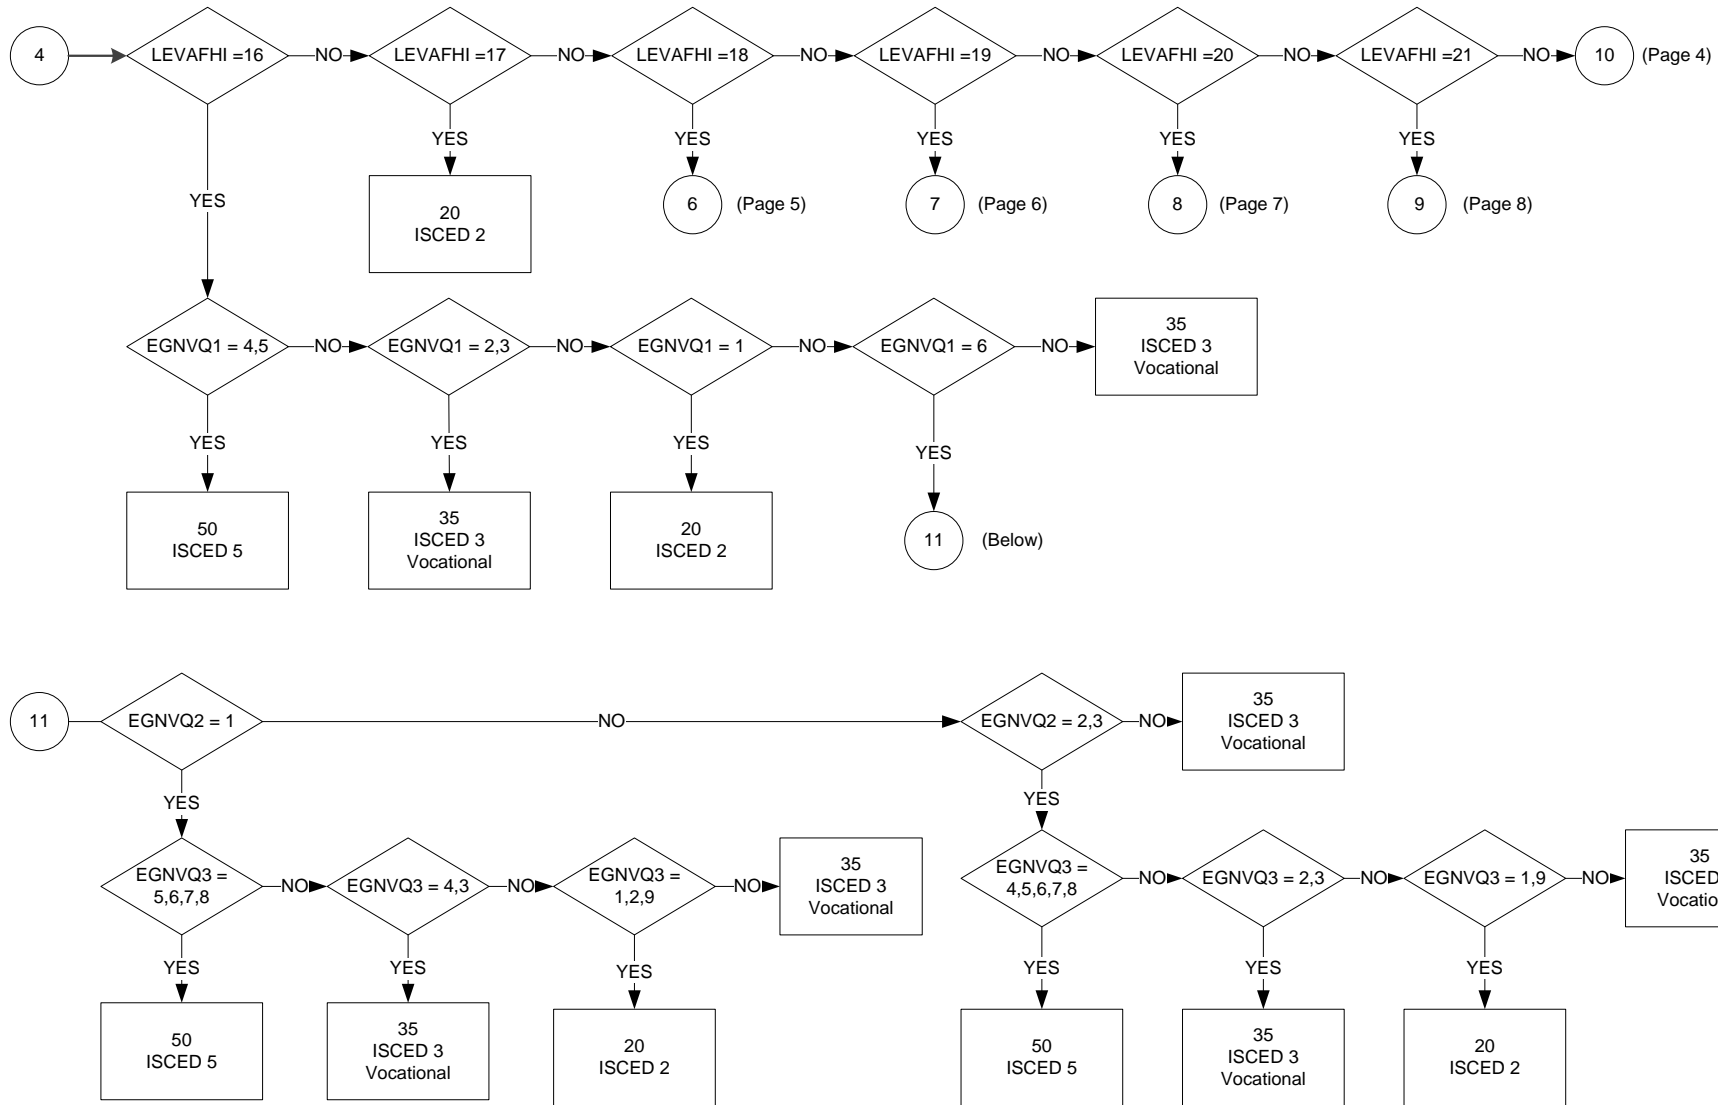 4
LEVAFHI =16
NO
LEVAFHI =17
NO
LEVAFHI =18
NO
LEVAFHI =19
NO
LEVAFHI =20
NO
LEVAFHI =21
NO
10
(Page 4)
YES
YES
YES
YES
YES
YES
20
ISCED 2
6
(Page 5)
7
(Page 6)
8
(Page 7)
9
(Page 8)
EGNVQ1 = 4,5
NO
EGNVQ1 = 2,3
NO
EGNVQ1 = 1
NO
EGNVQ1 = 6
NO
35
ISCED 3
Vocational
YES
YES
YES
YES
50
ISCED 5
35
ISCED 3
Vocational
20
ISCED 2
11
(Below)
11
EGNVQ2 = 1
NO
EGNVQ2 = 2,3
NO
35
ISCED 3
Vocational
YES
YES
EGNVQ3 =
5,6,7,8
NO
EGNVQ3 = 4,3
NO
EGNVQ3 =
1,2,9
NO
35
ISCED 3
Vocational
EGNVQ3 =
4,5,6,7,8
NO
EGNVQ3 = 2,3
NO
EGNVQ3 = 1,9
NO
35
ISCED
Vocatio
YES
YES
YES
YES
YES
YES
50
ISCED 5
35
ISCED 3
Vocational
20
ISCED 2
50
ISCED 5
35
ISCED 3
Vocational
20
ISCED 2